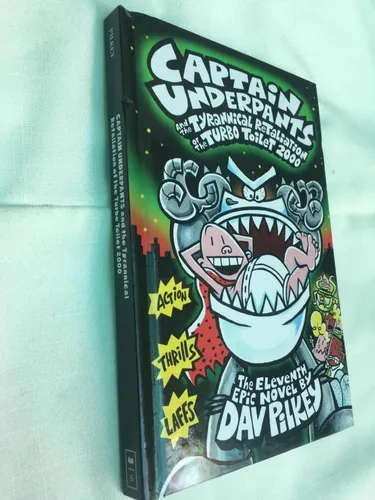 PILKEY
CAPTAIN UNDERPANTS and the Tyrannical
Retaliation of the Turbo Toilet 2000
S
CAPTAIN
UNDERPANTS
and the TYRANNICAL RETALIATION
of the TURBO TOILET 2000
ACTION
THRILLS
LAFFS
The ELEVENTH
EPIC NOVEL BY
DAV PILKEY